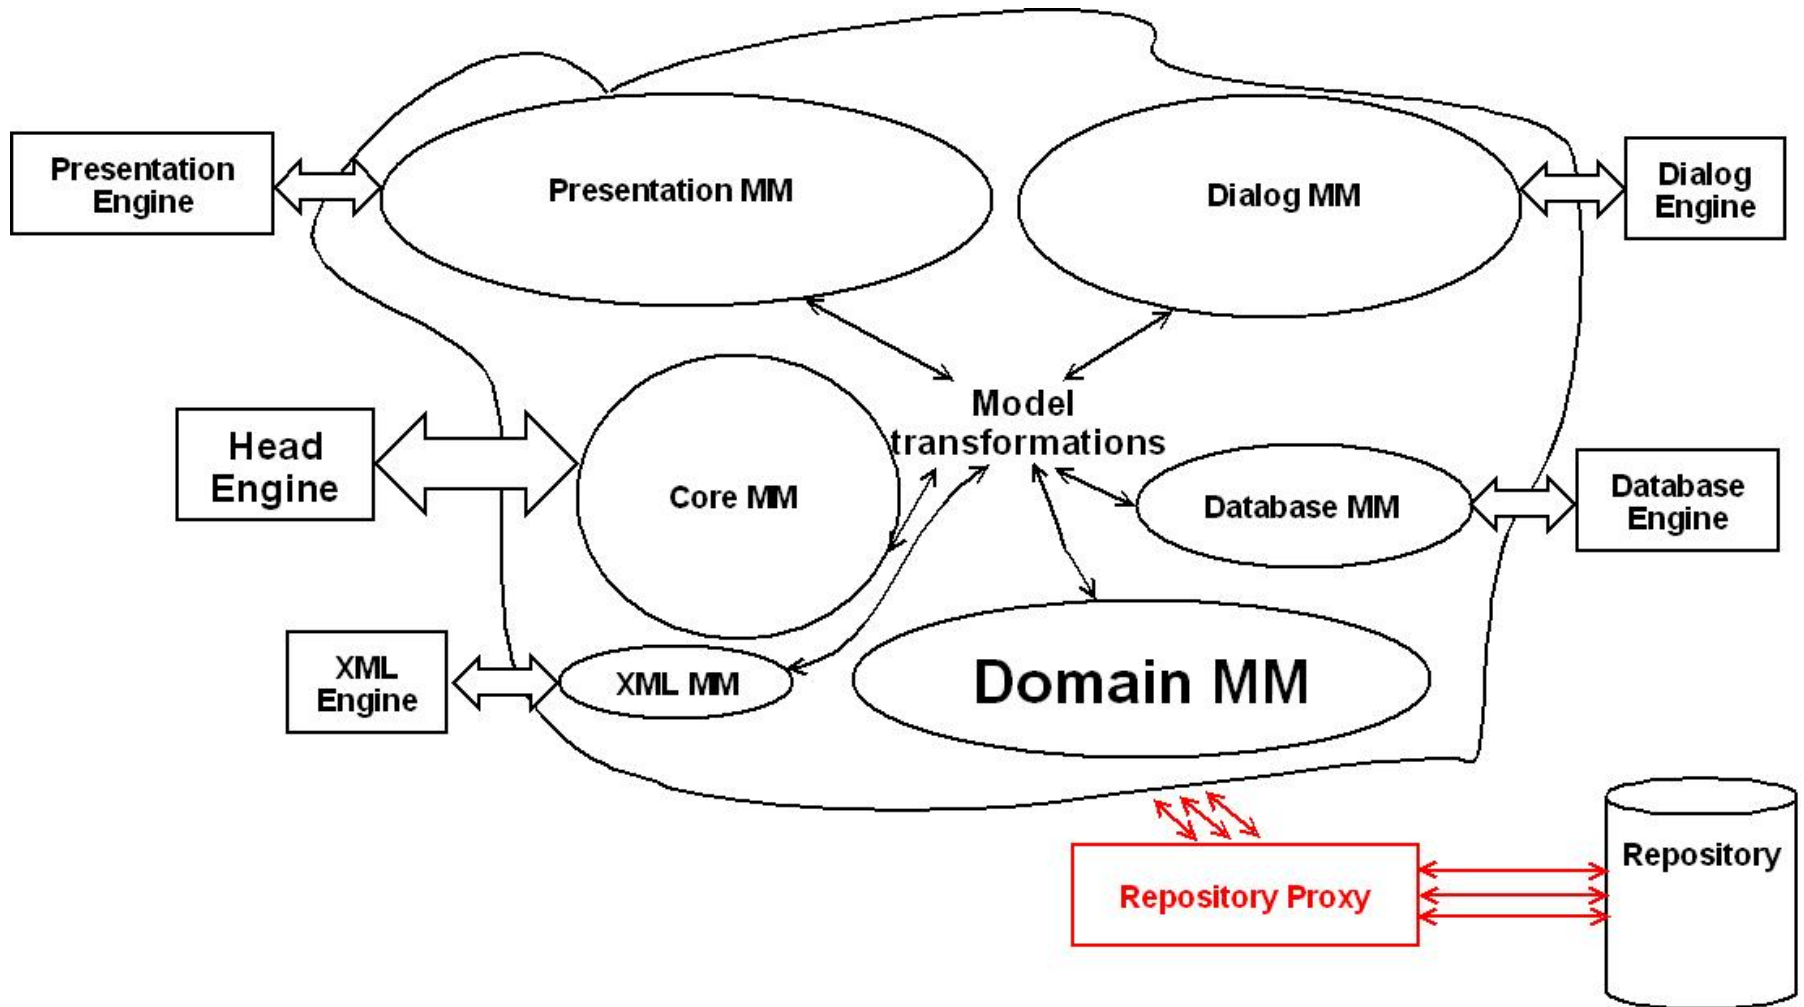 Presentation
Engine
Presentation MM
Dialog MM
Dialog
Engine
Model
transformations
Head
Engine
Core MM
Database MM
Database
Engine
XML
Engine
XML MM
Domain MM
Repository
Repository Proxy